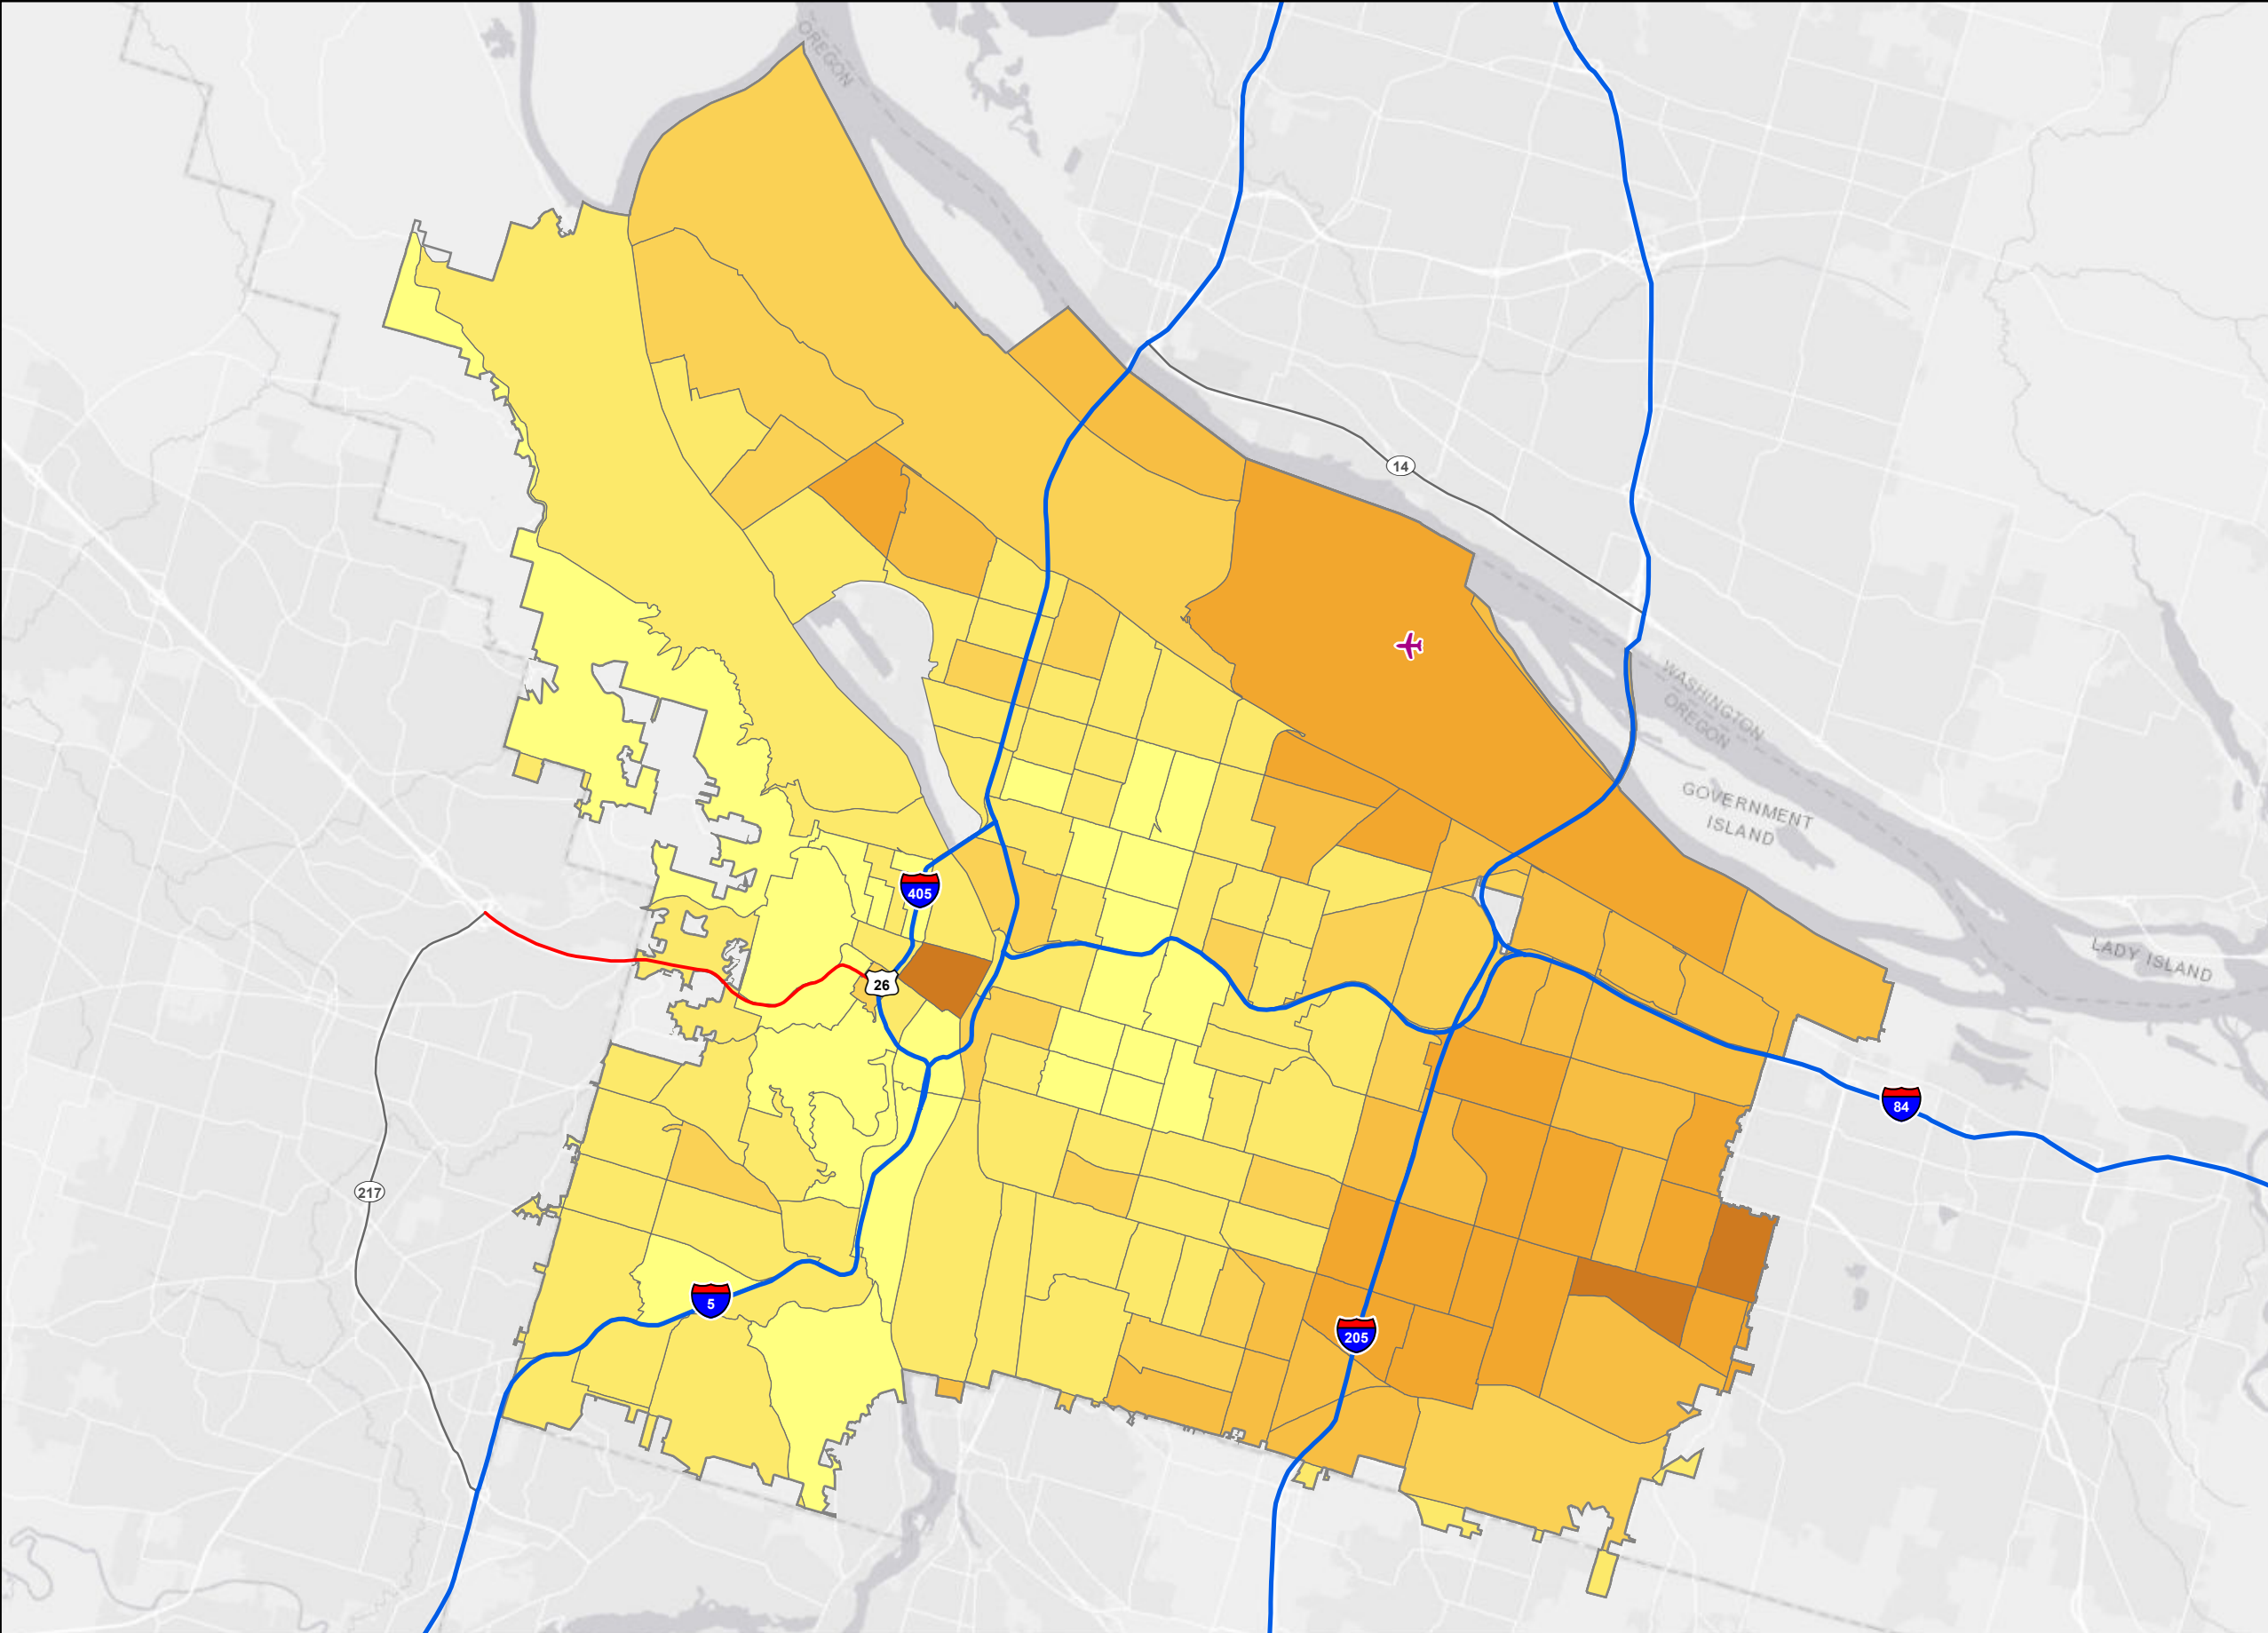 OREGON
14
WASHINGTON
OREGON
GOVERNMENT
ISLAND
405
LADY ISLAND
26
84
217
5
205